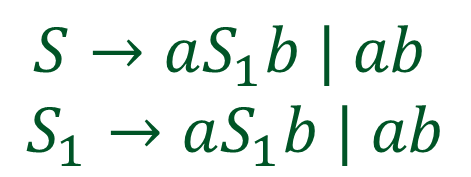 S → aS₁b | ab
S₁ → aS₁b | ab